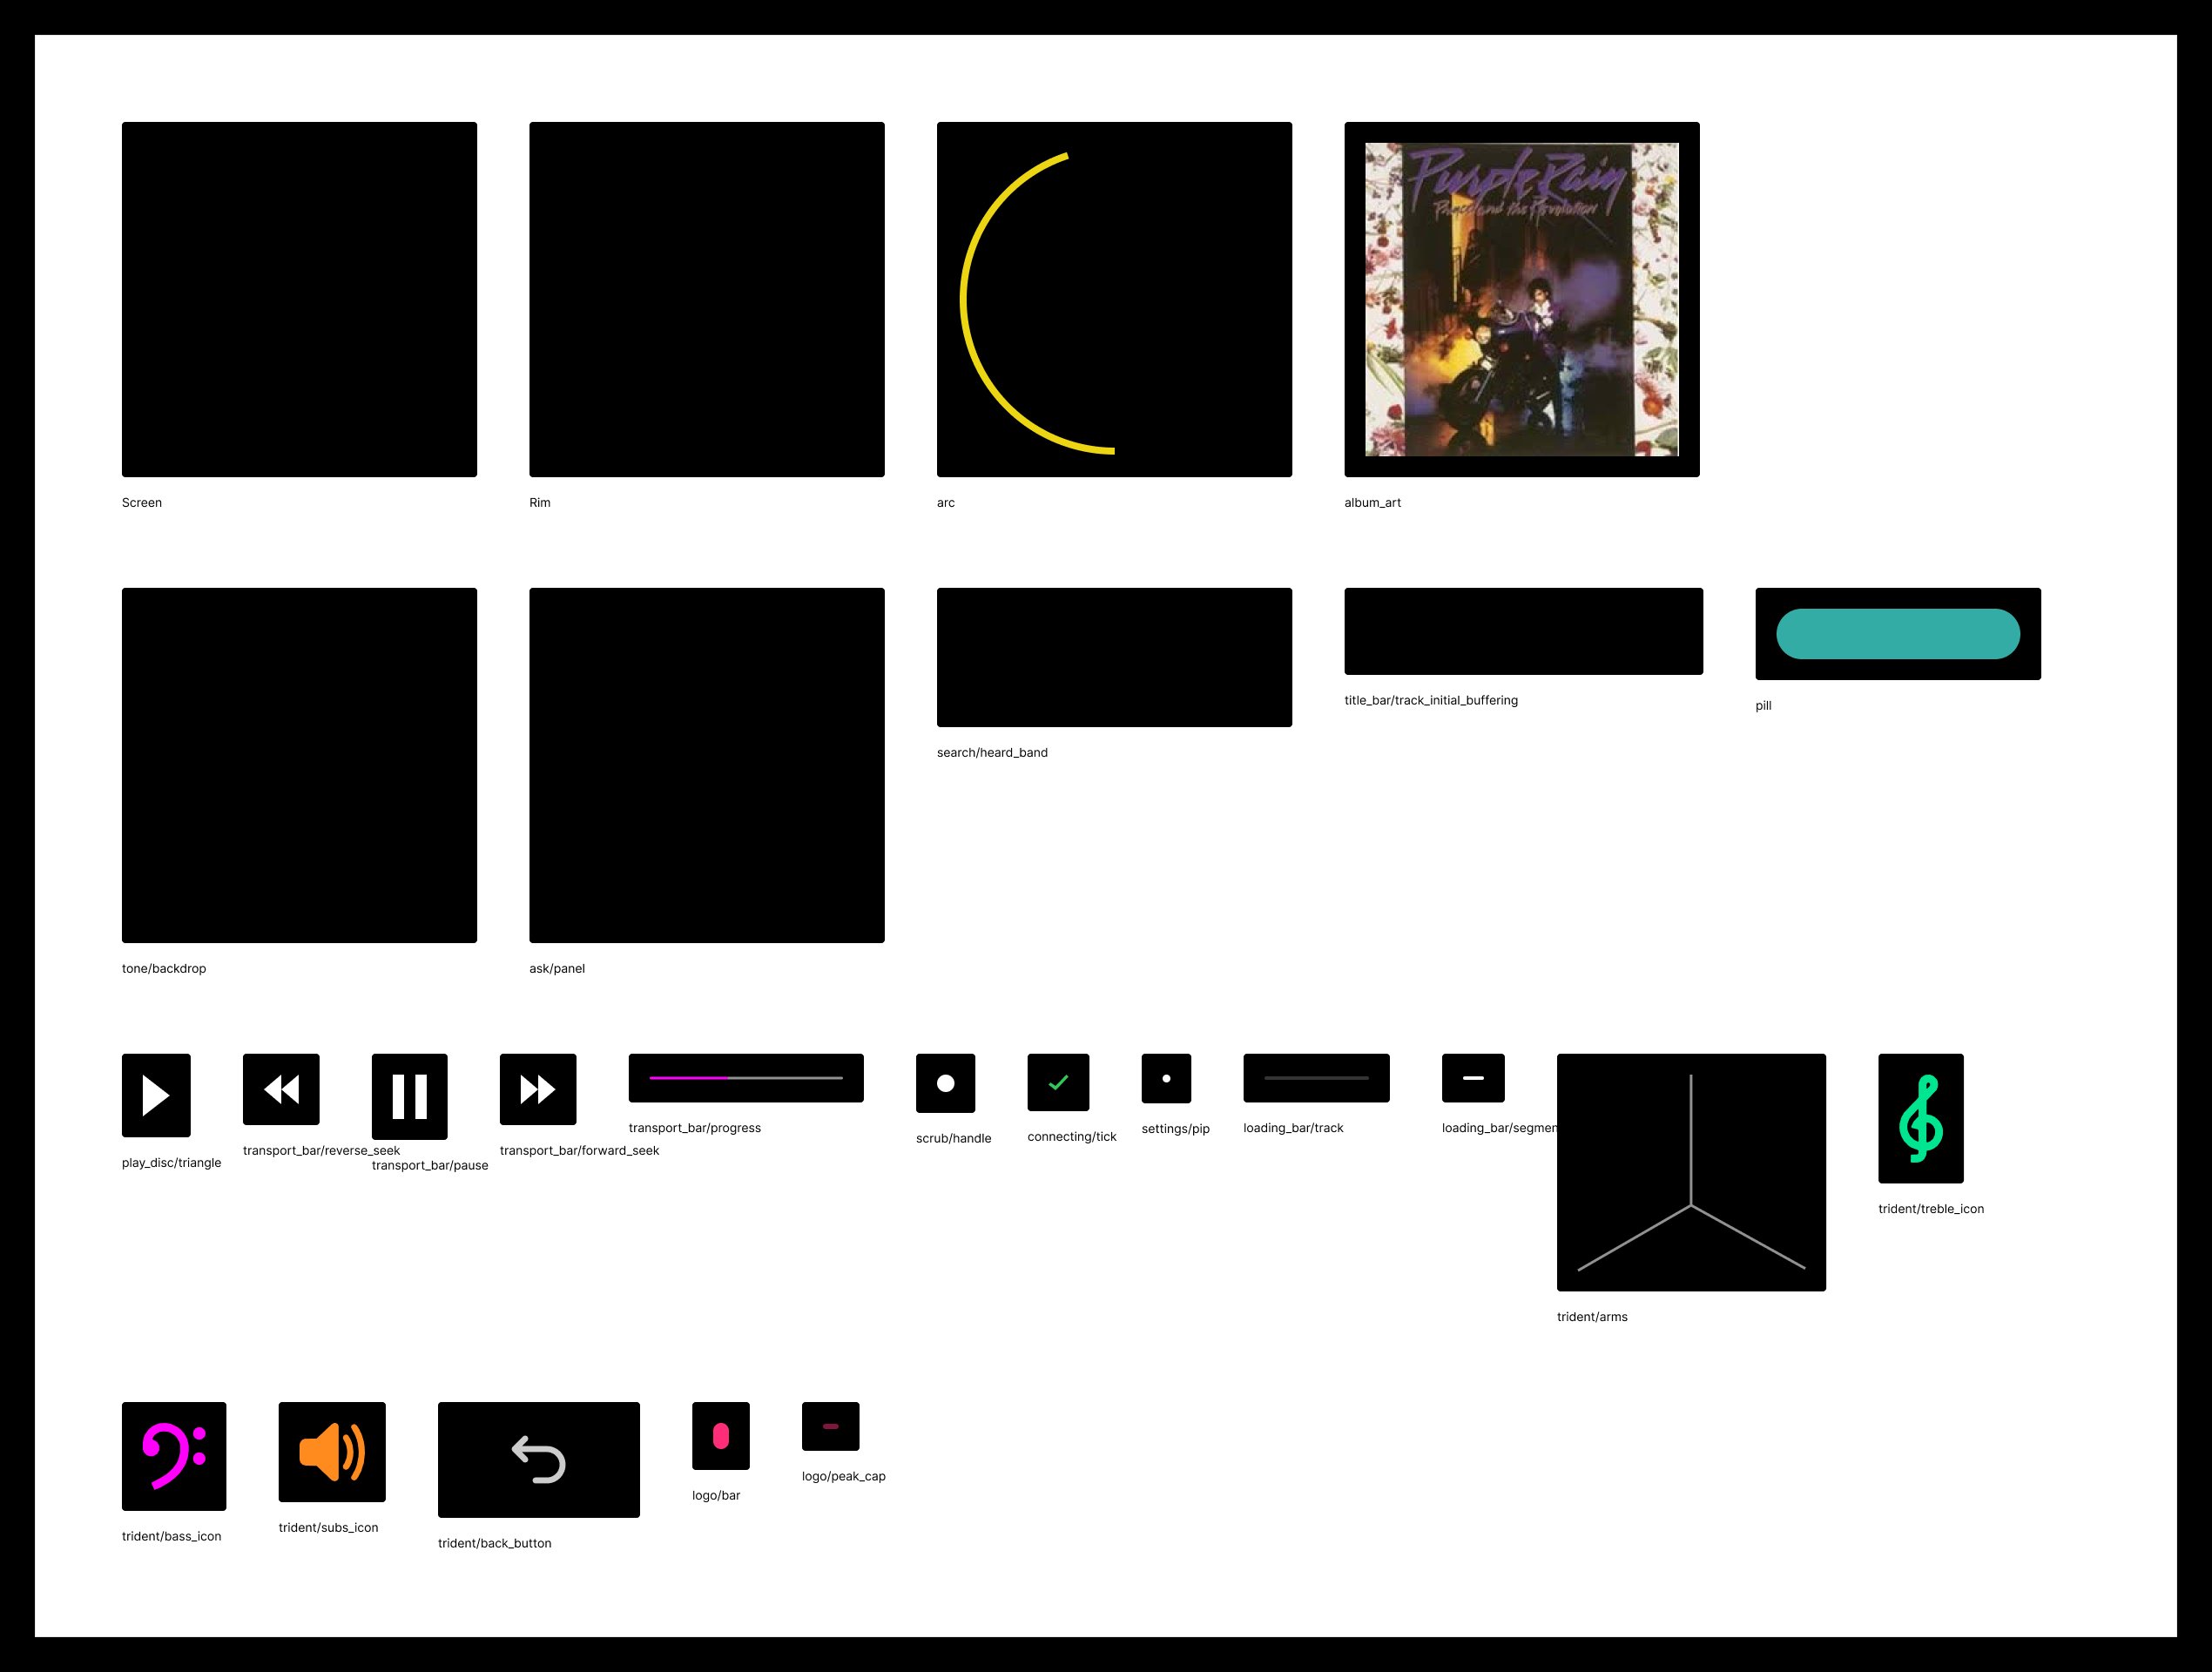 Purple Rain
Prince and the Revolution
Screen
Rim
arc
album_art
tone/backdrop
ask/panel
search/heard_band
title_bar/track_initial_buffering
pill
play_disc/triangle
transport_bar/reverse_seek
transport_bar/pause
transport_bar/forward_seek
transport_bar/progress
scrub/handle
connecting/tick
settings/pip
loading_bar/track
loading_bar/segmen
trident/arms
trident/treble_icon
trident/bass_icon
trident/subs_icon
trident/back_button
logo/bar
logo/peak_cap